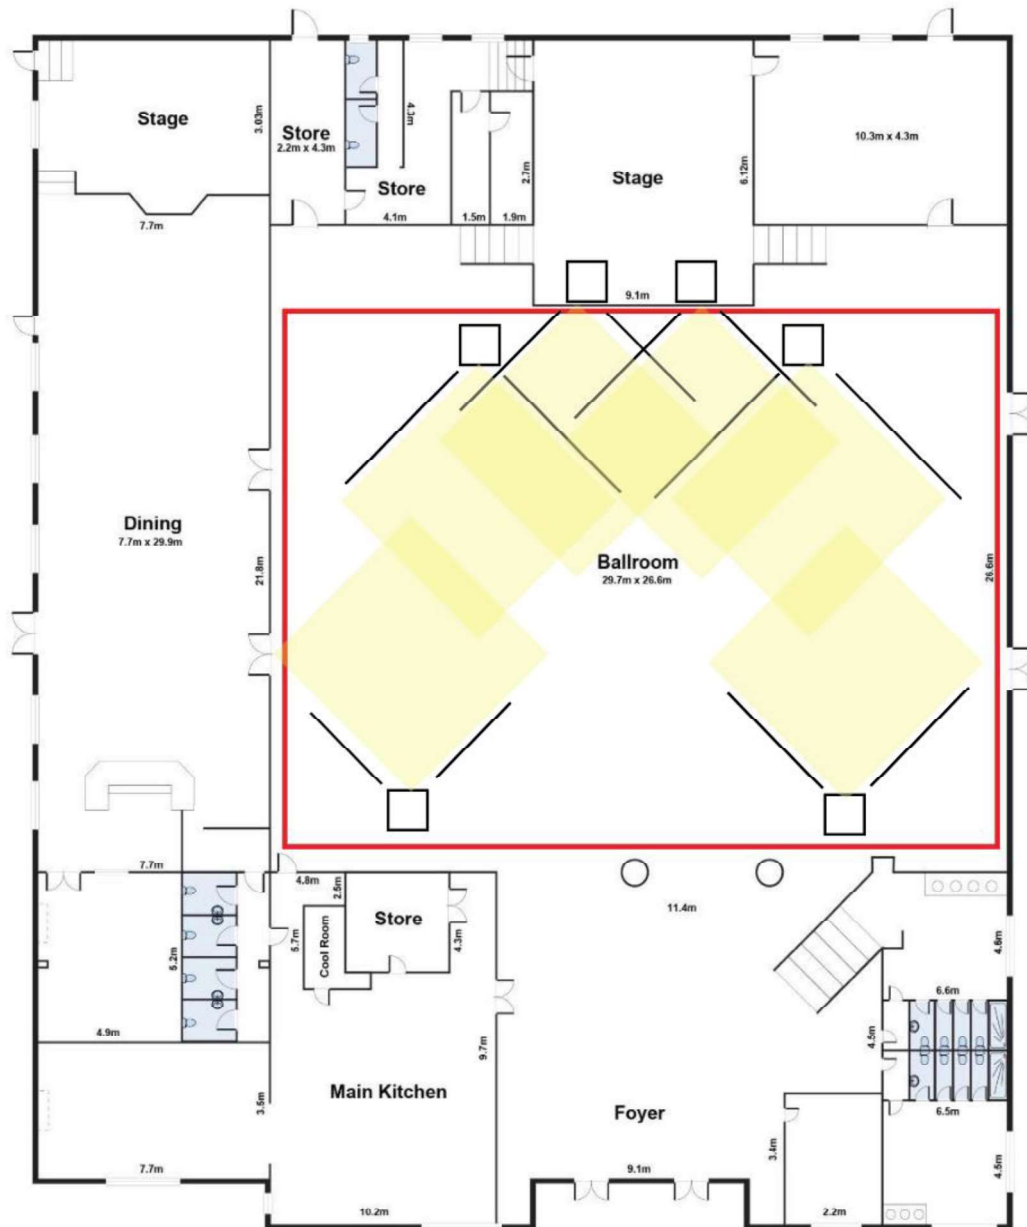 Stage
3.03m
Store
2.2m x 4.3m
4.3m
Store
4.1m
1.5m
2.7m
1.9m
Stage
6.12m
10.3m x 4.3m
7.7m
9.1m
Dining
7.7m x 29.9m
21.8m
Ballroom
29.7m x 26.6m
26.6m
7.7m
4.8m
2.5m
Store
Cool Room
5.7m
4.3m
11.4m
5.2m
4.9m
4.6m
6.6m
4.5m
9.7m
Main Kitchen
3.5m
Foyer
6.5m
3.4m
4.5m
7.7m
9.1m
10.2m
2.2m